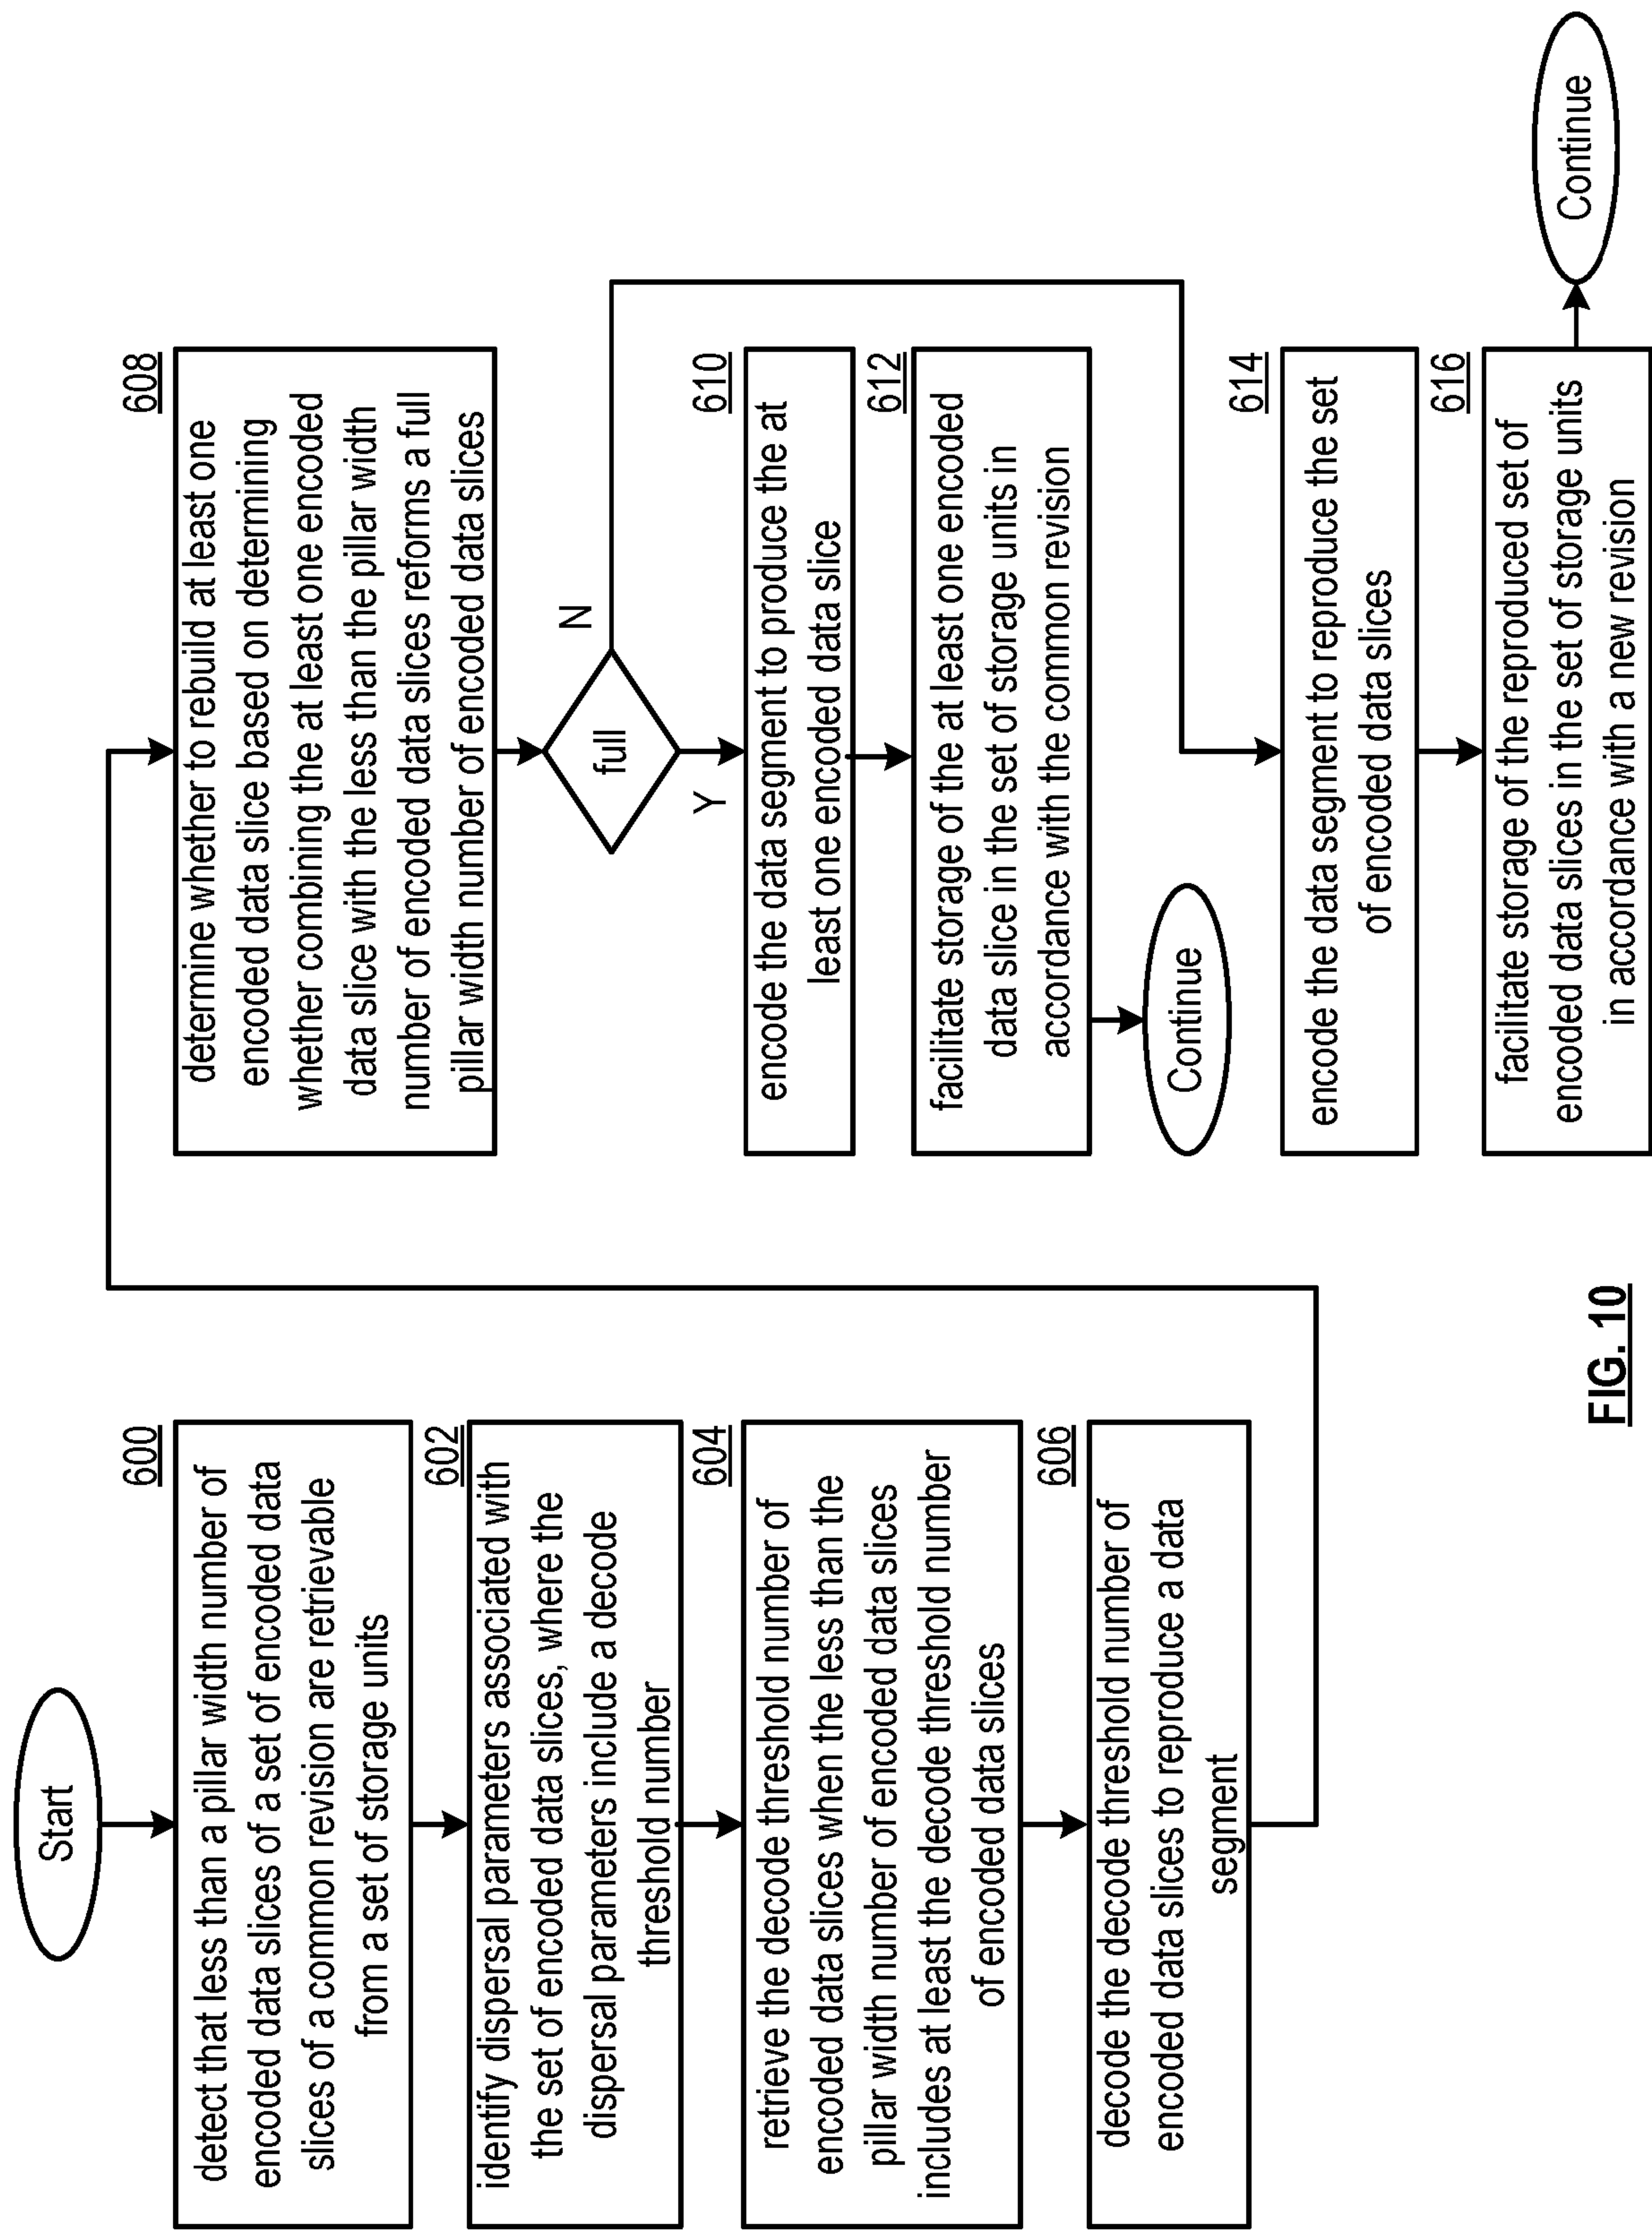 Start
600
detect that less than a pillar width number of
encoded data slices of a set of encoded data
slices of a common revision are retrievable
from a set of storage units
602
identify dispersal parameters associated with
the set of encoded data slices, where the
dispersal parameters include a decode
threshold number
604
retrieve the decode threshold number of
encoded data slices when the less than the
pillar width number of encoded data slices
includes at least the decode threshold number
of encoded data slices
606
decode the decode threshold number of
encoded data slices to reproduce a data
segment
608
determine whether to rebuild at least one
encoded data slice based on determining
whether combining the at least one encoded
data slice with the less than the pillar width
number of encoded data slices reforms a full
pillar width number of encoded data slices
full
N
Y
610
encode the data segment to produce the at
least one encoded data slice
612
facilitate storage of the at least one encoded
data slice in the set of storage units in
accordance with the common revision
Continue
614
encode the data segment to reproduce the set
of encoded data slices
616
facilitate storage of the reproduced set of
encoded data slices in the set of storage units
in accordance with a new revision
Continue
FIG. 10